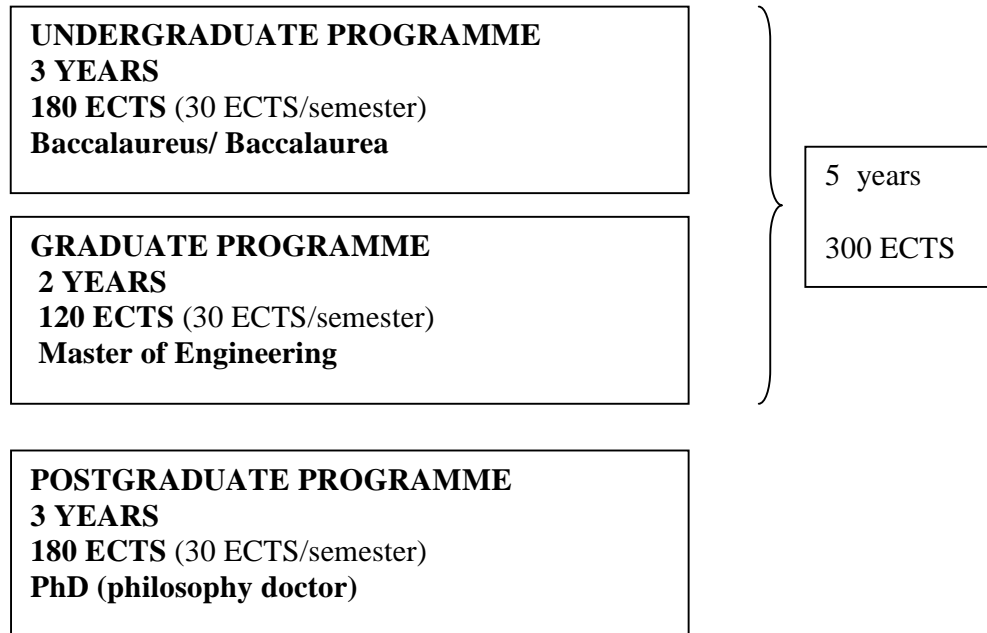 UNDERGRADUATE PROGRAMME
3 YEARS
180 ECTS (30 ECTS/semester)
Baccalaureus/ Baccalaurea
GRADUATE PROGRAMME
2 YEARS
120 ECTS (30 ECTS/semester)
Master of Engineering
5 years
300 ECTS
POSTGRADUATE PROGRAMME
3 YEARS
180 ECTS (30 ECTS/semester)
PhD (philosophy doctor)